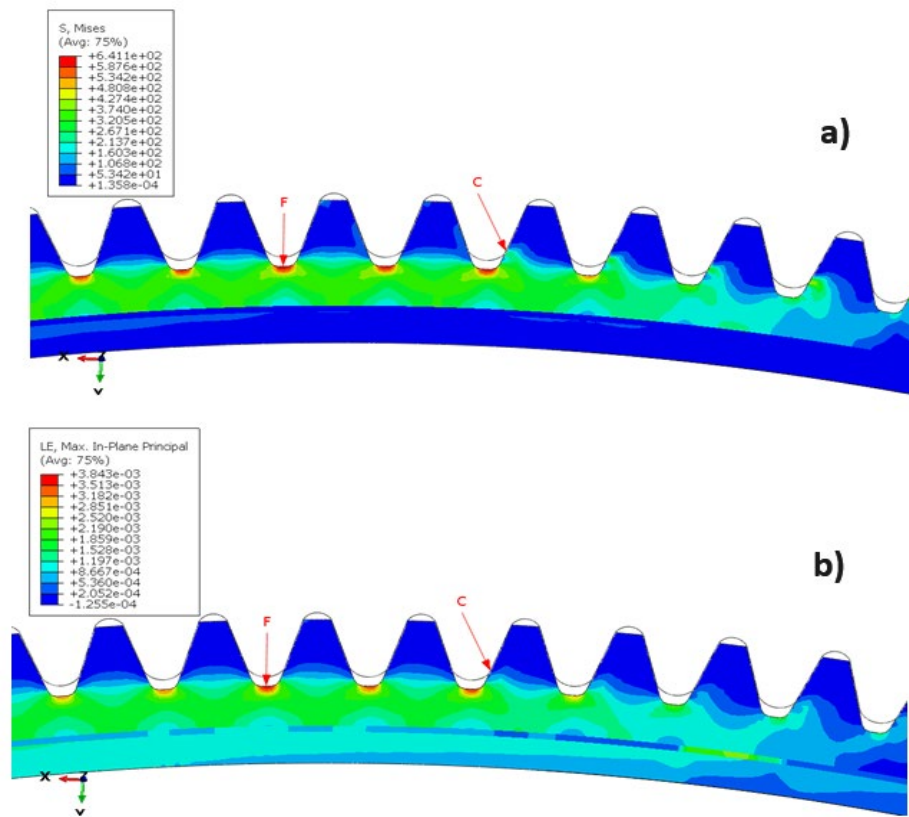 S, Mises
(Avg: 75%)
+6.411e+02
+5.876e+02
+5.342e+02
+4.808e+02
+4.274e+02
+3.740e+02
+3.205e+02
+2.671e+02
+2.137e+02
+1.603e+02
+1.068e+02
+5.342e+01
+1.358e-04
a)
F
C
X
Z
Y
LE, Max. In-Plane Principal
(Avg: 75%)
+3.843e-03
+3.513e-03
+3.182e-03
+2.851e-03
+2.520e-03
+2.190e-03
+1.859e-03
+1.528e-03
+1.197e-03
+8.667e-04
+5.360e-04
+2.052e-04
-1.255e-04
b)
F
C
X
Z
Y